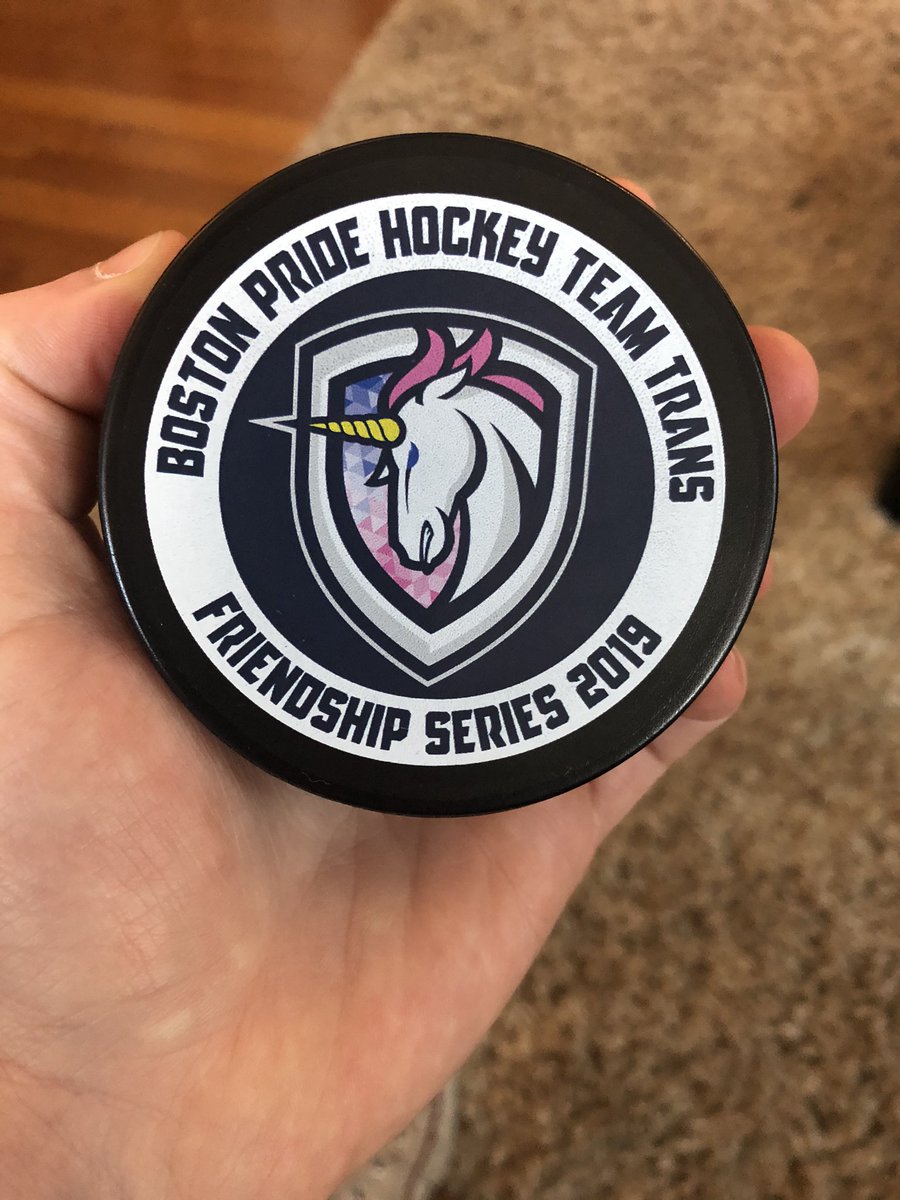 BOSTON PRIDE HOCKEY TEAM TRANS
FRIENDSHIP SERIES 2019